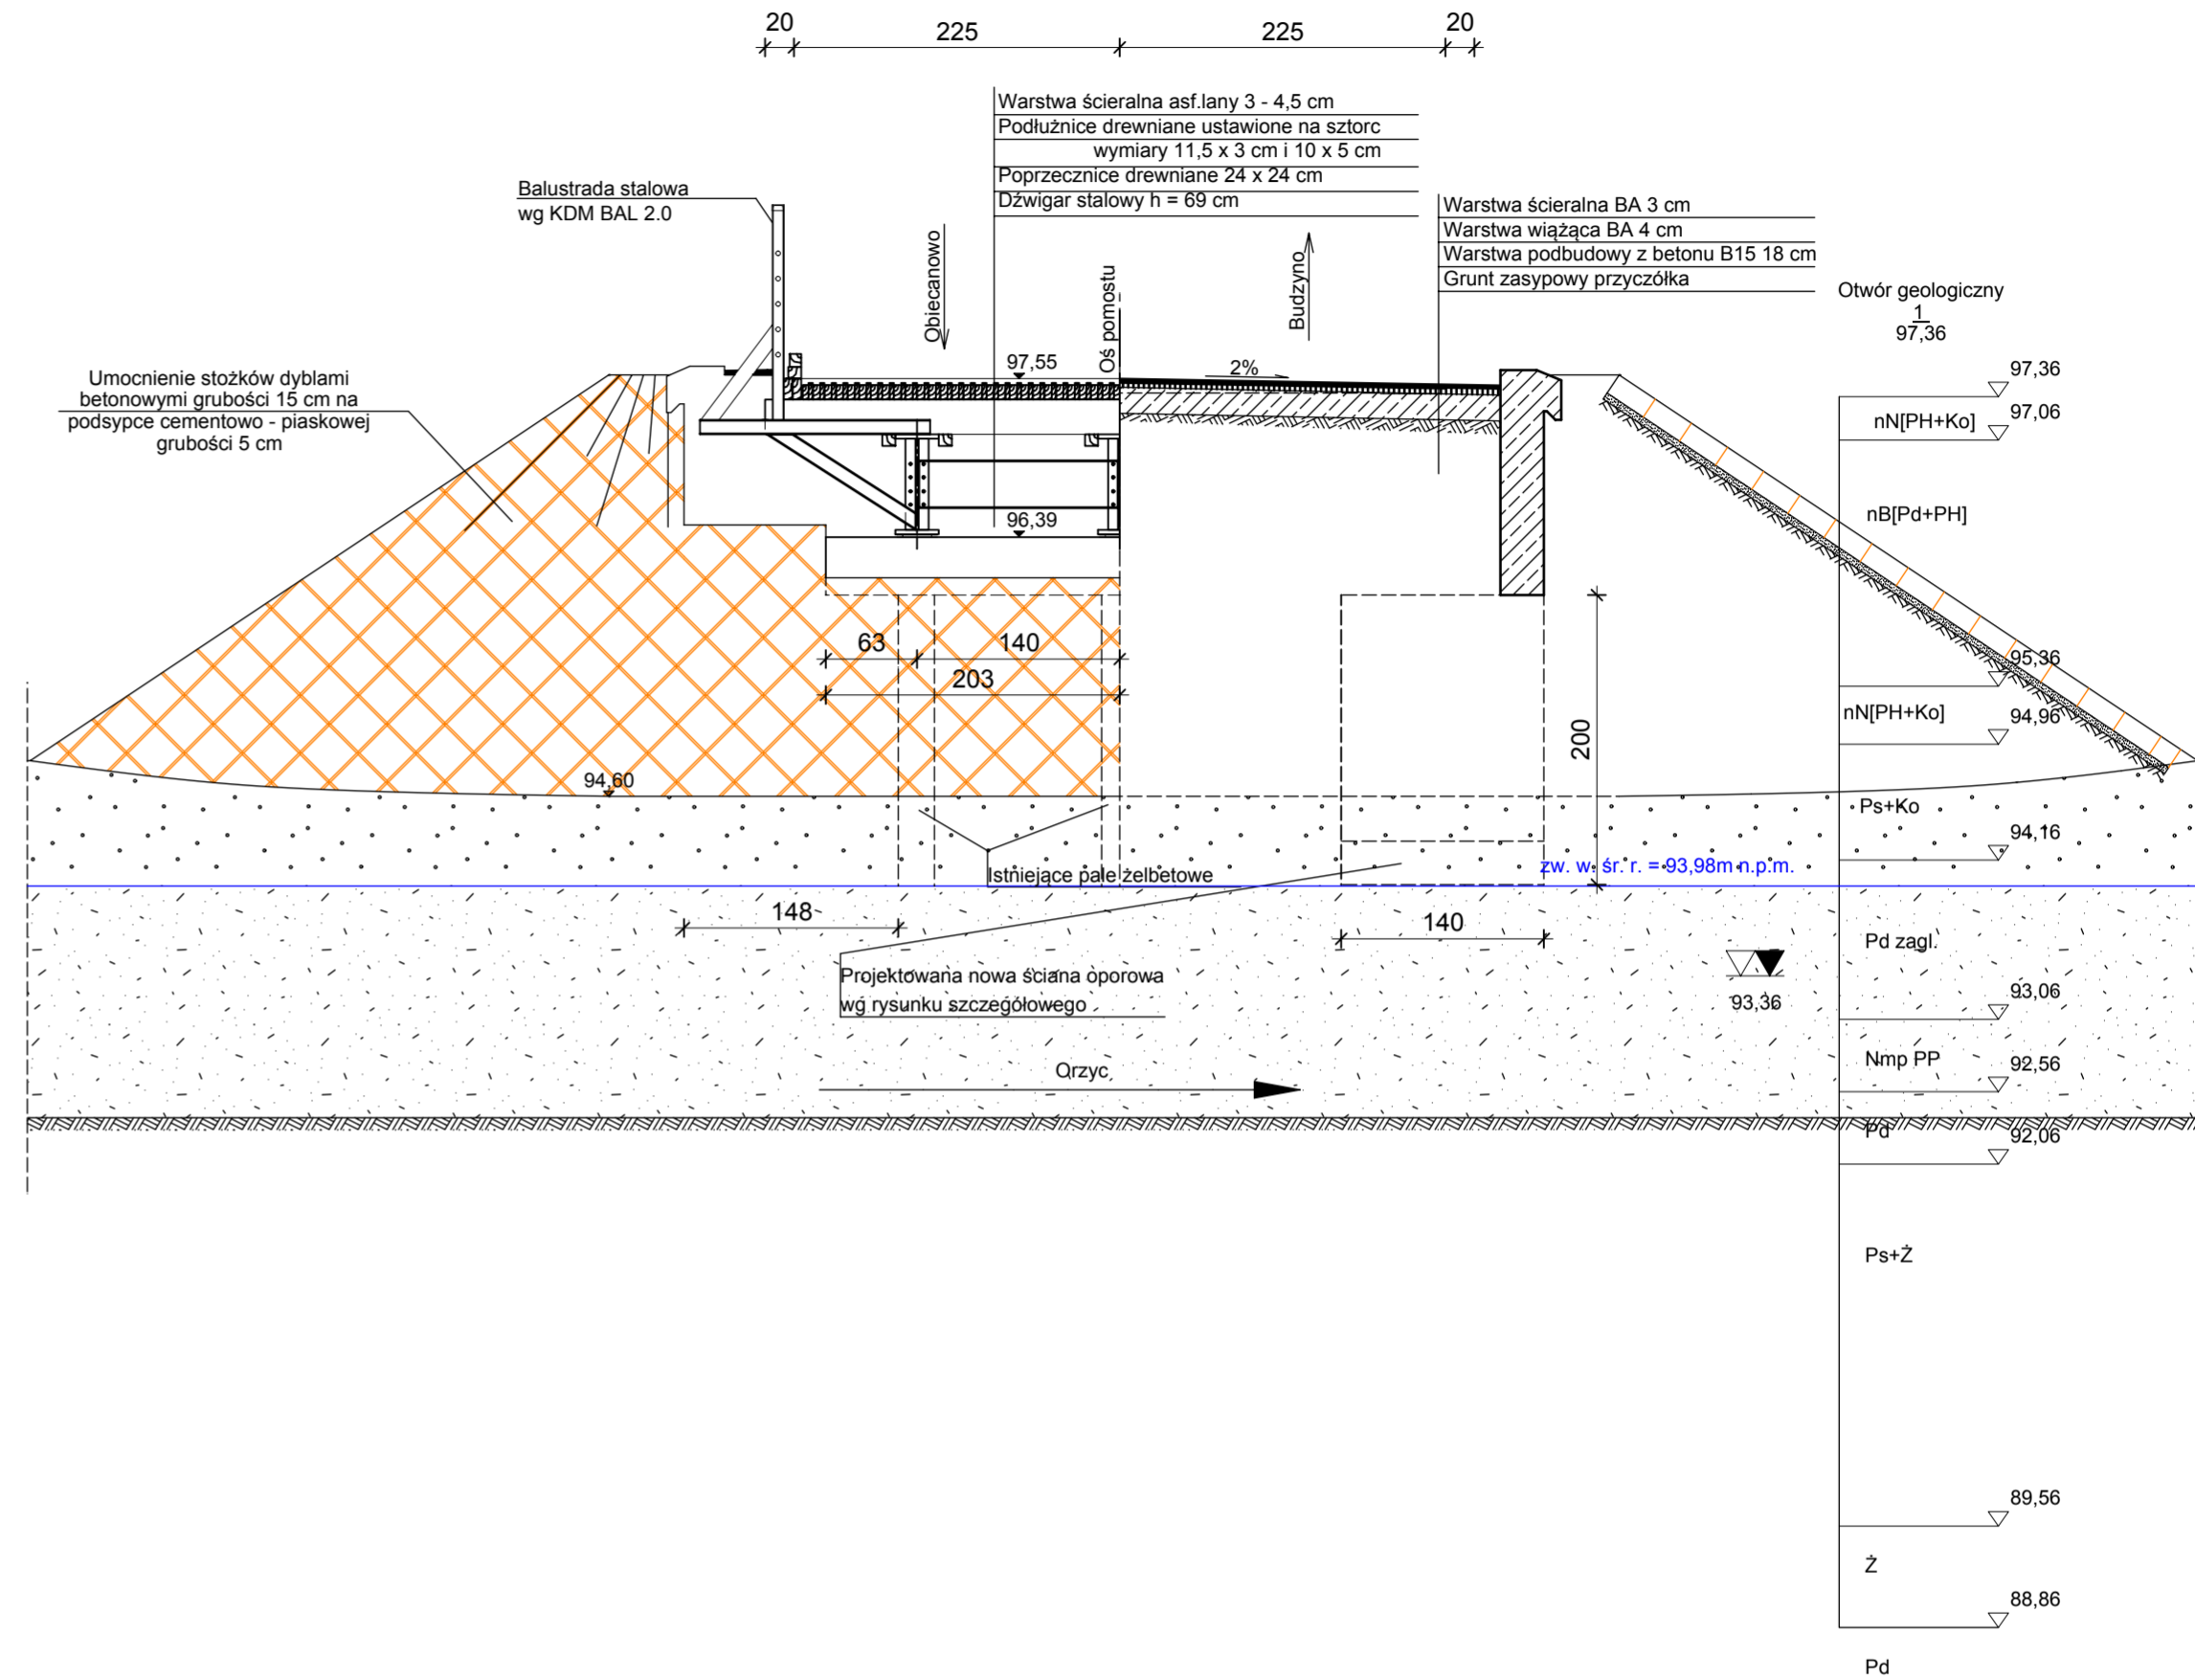 20
225
225
20
Warstwa ścieralna asf.lany 3 - 4,5 cm
Podłużnice drewniane ustawione na sztorc
wymiary 11,5 x 3 cm i 10 x 5 cm
Poprzecznice drewniane 24 x 24 cm
Dźwigar stalowy h = 69 cm
Balustrada stalowa
wg KDM BAL 2.0
Warstwa ścieralna BA 3 cm
Warstwa wiążąca BA 4 cm
Warstwa podbudowy z betonu B15 18 cm
Grunt zasypowy przyczółka
Obiecanowo
Oś pomostu
Budzyno
Otwór geologiczny
1
97,36
Umocnienie stożków dyblami
betonowymi grubości 15 cm na
podsypce cementowo - piaskowej
grubości 5 cm
97,55
2%
97,36
nN[PH+Ko]
97,06
nB[Pd+PH]
96,39
63
140
203
200
95,36
nN[PH+Ko]
94,96
94,60
Ps+Ko
94,16
Istniejące pale żelbetowe
zw. w. śr. r. = 93,98m n.p.m.
148
140
Pd zagl.
Projektowana nowa ściana oporowa
wg rysunku szczegółowego
93,36
93,06
Orzyc
Nmp PP
92,56
Pd
92,06
Ps+Ż
89,56
Ż
88,86
Pd